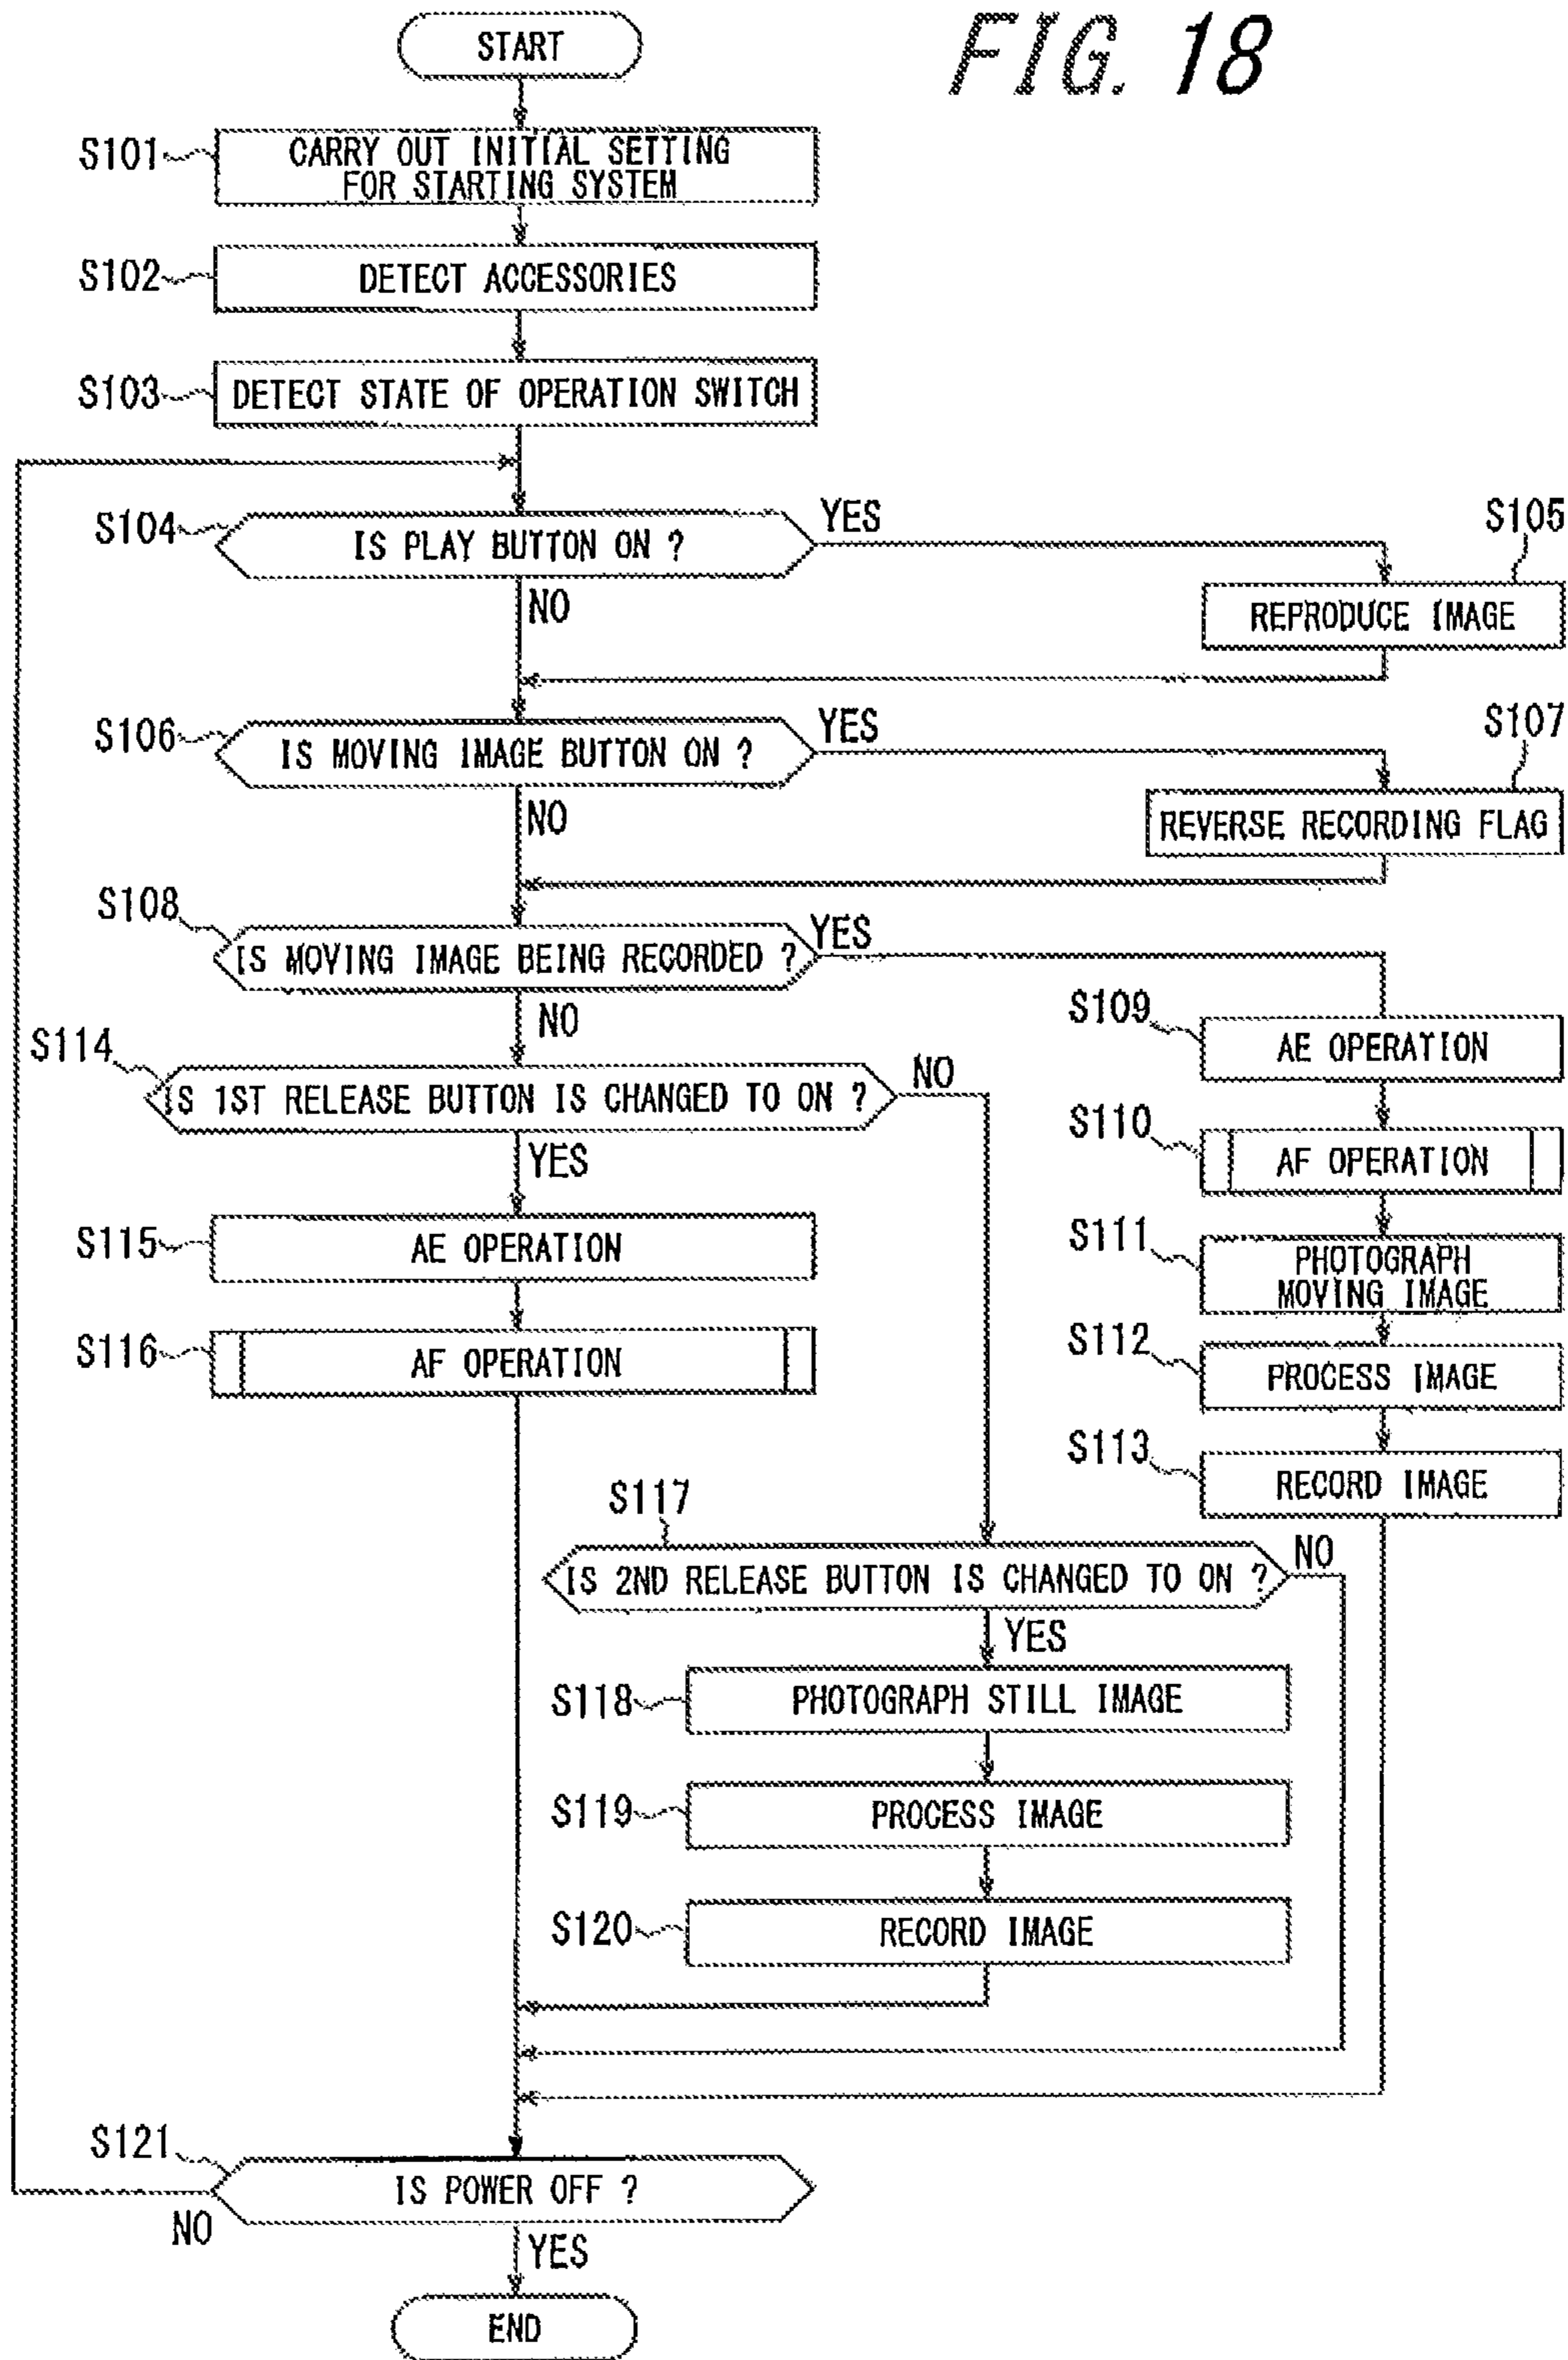 FIG. 18
START
S101
CARRY OUT INITIAL SETTING
FOR STARTING SYSTEM
S102
DETECT ACCESSORIES
S103
DETECT STATE OF OPERATION SWITCH
S104
IS PLAY BUTTON ON ?
YES
NO
S105
REPRODUCE IMAGE
S106
IS MOVING IMAGE BUTTON ON ?
YES
NO
S107
REVERSE RECORDING FLAG
S108
IS MOVING IMAGE BEING RECORDED ?
YES
NO
S109
AE OPERATION
S110
AF OPERATION
S111
PHOTOGRAPH
MOVING IMAGE
S112
PROCESS IMAGE
S113
RECORD IMAGE
S114
IS 1ST RELEASE BUTTON IS CHANGED TO ON ?
NO
YES
S115
AE OPERATION
S116
AF OPERATION
S117
IS 2ND RELEASE BUTTON IS CHANGED TO ON ?
NO
YES
S118
PHOTOGRAPH STILL IMAGE
S119
PROCESS IMAGE
S120
RECORD IMAGE
S121
IS POWER OFF ?
NO
YES
END